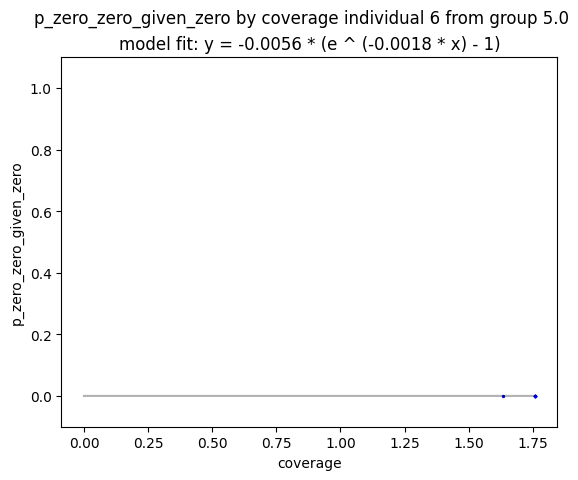 p_zero_zero_given_zero by coverage individual 6 from group 5.0
model fit: y = -0.0056 * (e ^ (-0.0018 * x) - 1)
1.0
0.8
0.6
0.4
0.2
0.0
p_zero_zero_given_zero
0.00 0.25 0.50 0.75 1.00 1.25 1.50 1.75
coverage